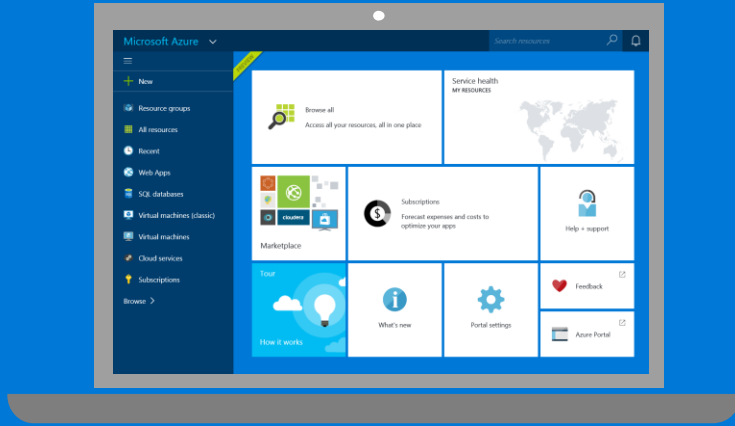 Microsoft Azure
Search resources
PREVIEW
New
Resource groups
All resources
Recent
Web Apps
SQL databases
Virtual machines (classic)
Virtual machines
Cloud services
Subscriptions
Browse >
Browse all
Access all your resources, all in one place
Service health
MY RESOURCES
cloudera
Marketplace
Subscriptions
Forecast expenses and costs to
optimize your apps
Help + support
Tour
How it works
What's new
Portal settings
Feedback
Azure Portal